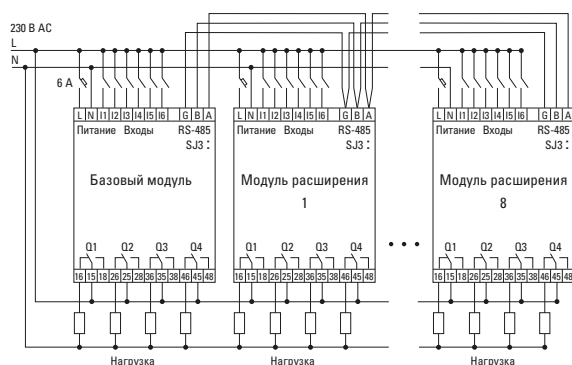 230 В AC
L
N
6 А
L N I1 I2 I3 I4 I5 I6 G B A
Питание Входы RS-485
SJ3 :
Базовый модуль
Q1 Q2 Q3 Q4
16 15 18 26 25 28 36 35 38 46 45 48
Нагрузка
L N I1 I2 I3 I4 I5 I6 G B A
Питание Входы RS-485
SJ3 :
Модуль расширения
1
Q1 Q2 Q3 Q4
16 15 18 26 25 28 36 35 38 46 45 48
Нагрузка
• • •
L N I1 I2 I3 I4 I5 I6 G B A
Питание Входы RS-485
SJ3 :
Модуль расширения
8
Q1 Q2 Q3 Q4
16 15 18 26 25 28 36 35 38 46 45 48
Нагрузка